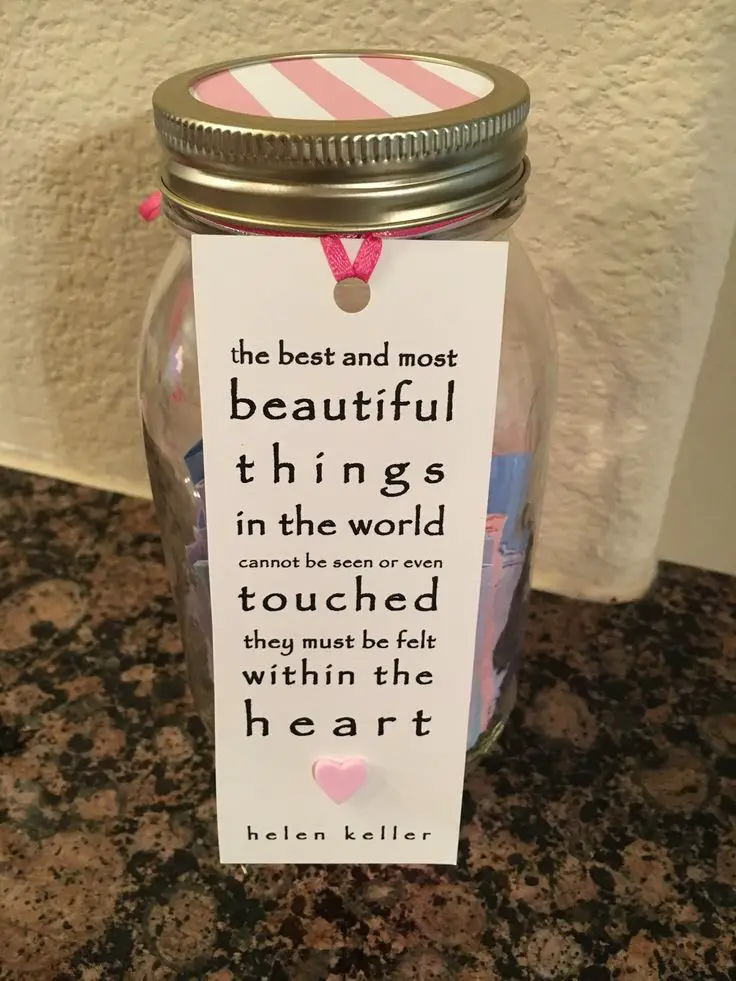 the best and most
beautiful
things
in the world
cannot be seen or even
touched
they must be felt
within the
heart
helen keller